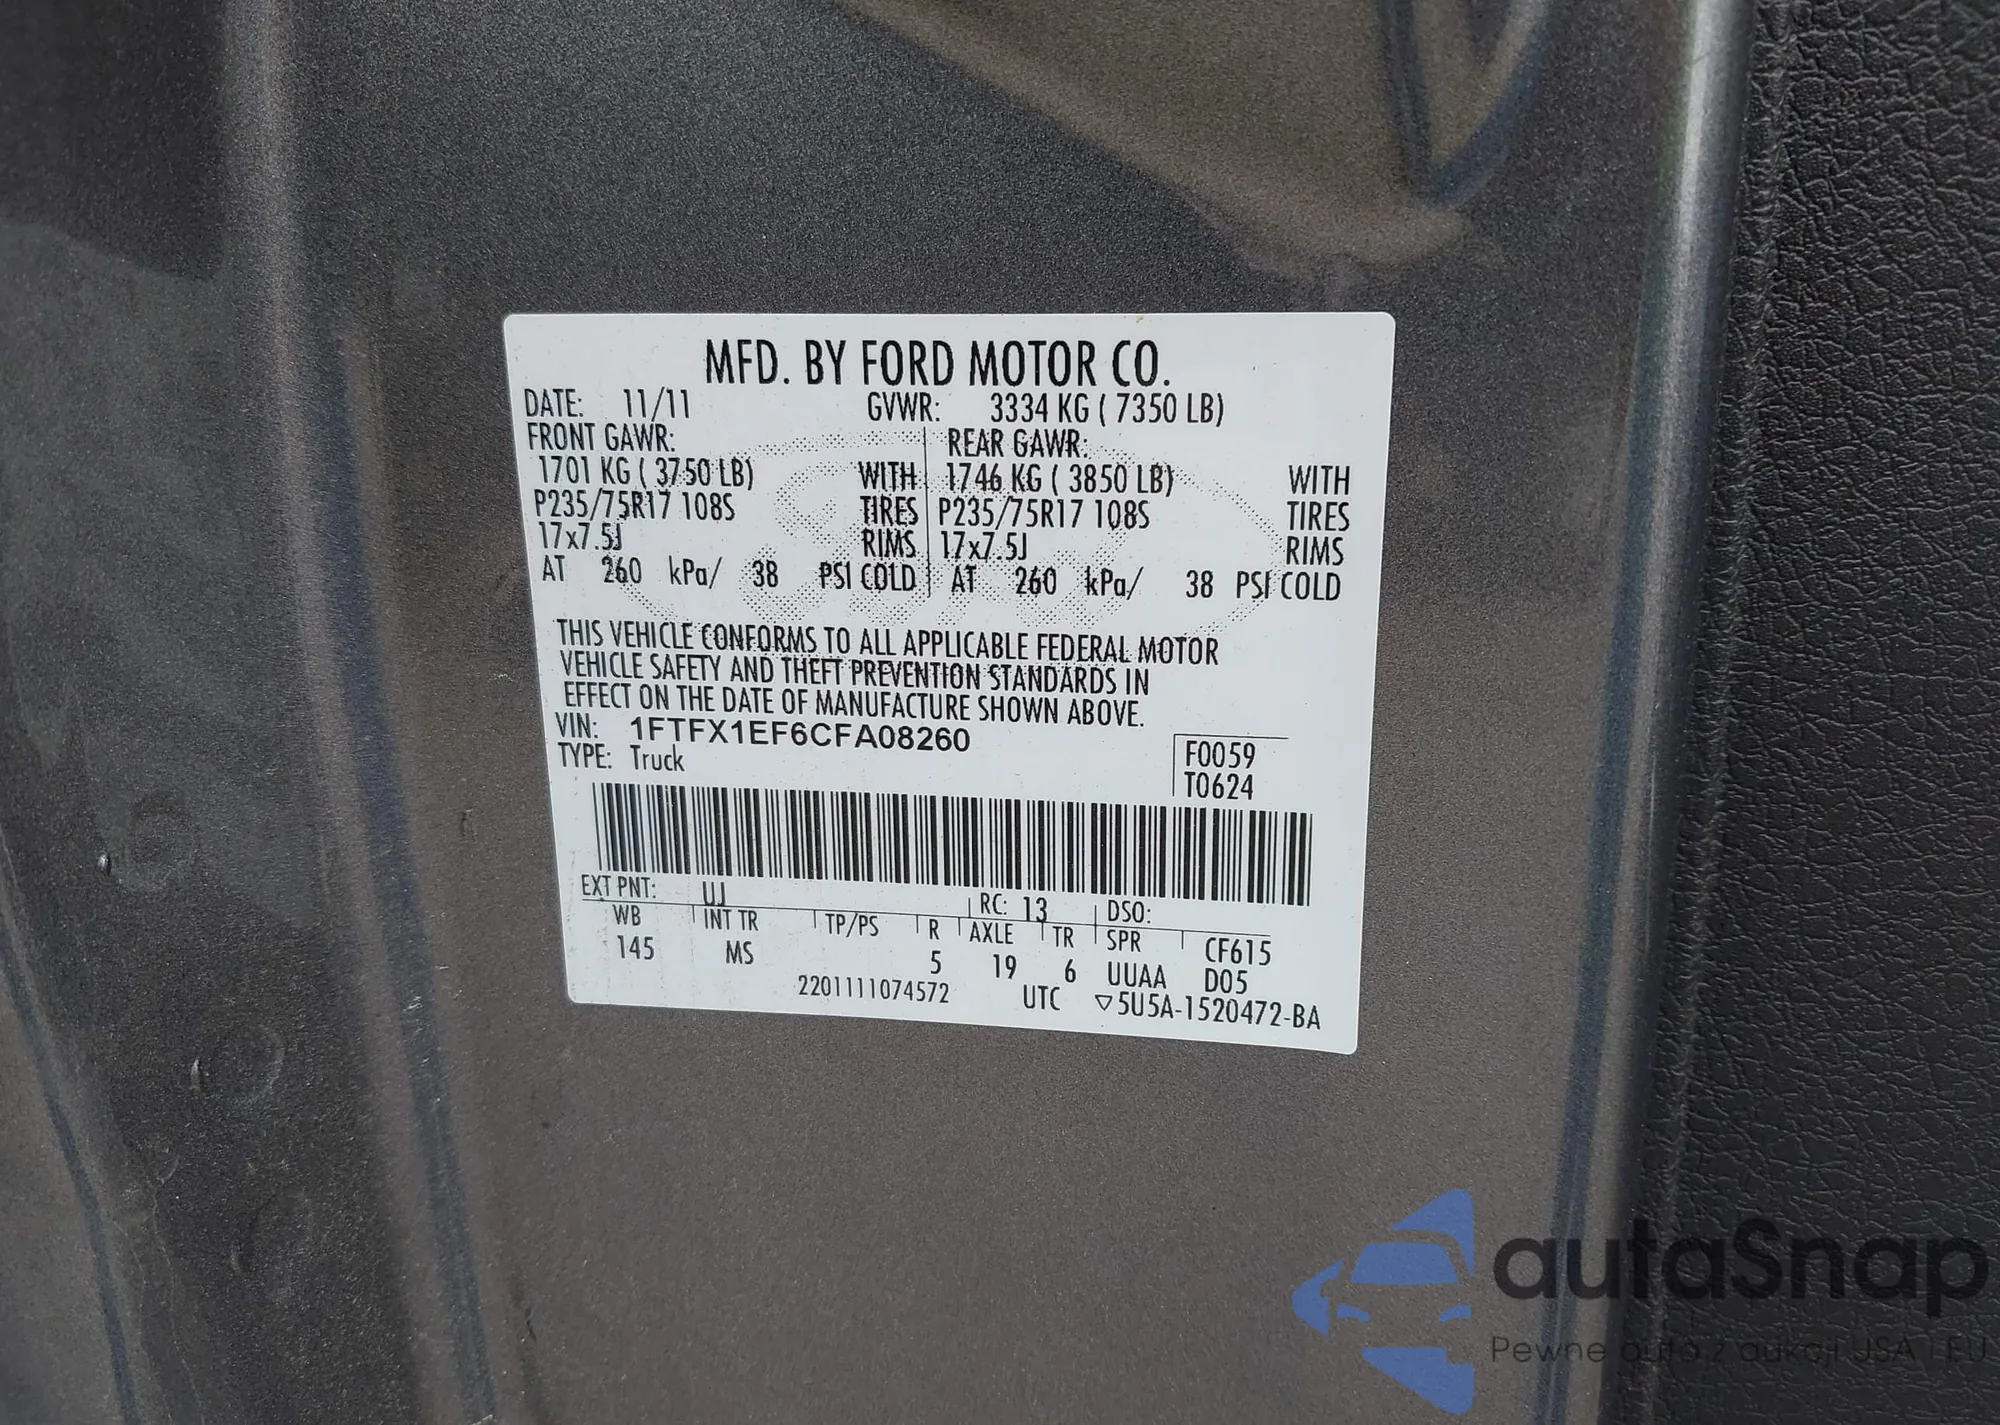 MFD. BY FORD MOTOR CO.
DATE: 11/11 GVWR: 3334 KG ( 7350 LB)
FRONT GAWR: REAR GAWR:
1701 KG ( 3750 LB) WITH 1746 KG ( 3850 LB) WITH
P235/75R17 108S TIRES P235/75R17 108S TIRES
17x7.5J RIMS 17x7.5J RIMS
AT 260 kPa/ 38 PSI COLD AT 260 kPa/ 38 PSI COLD
THIS VEHICLE CONFORMS TO ALL APPLICABLE FEDERAL MOTOR
VEHICLE SAFETY AND THEFT PREVENTION STANDARDS IN
EFFECT ON THE DATE OF MANUFACTURE SHOWN ABOVE.
VIN: 1FTFX1EF6CFA08260
TYPE: Truck
F0059
T0624
EXT PNT: UJ RC: 13 DSO:
WB INT TR TP/PS R AXLE TR SPR CF615
145 MS 5 19 6 UUAA D05
2201111074572 UTC ▽5U5A-1520472-BA
autaSnap
Pewne auta z aukcji USA i EU